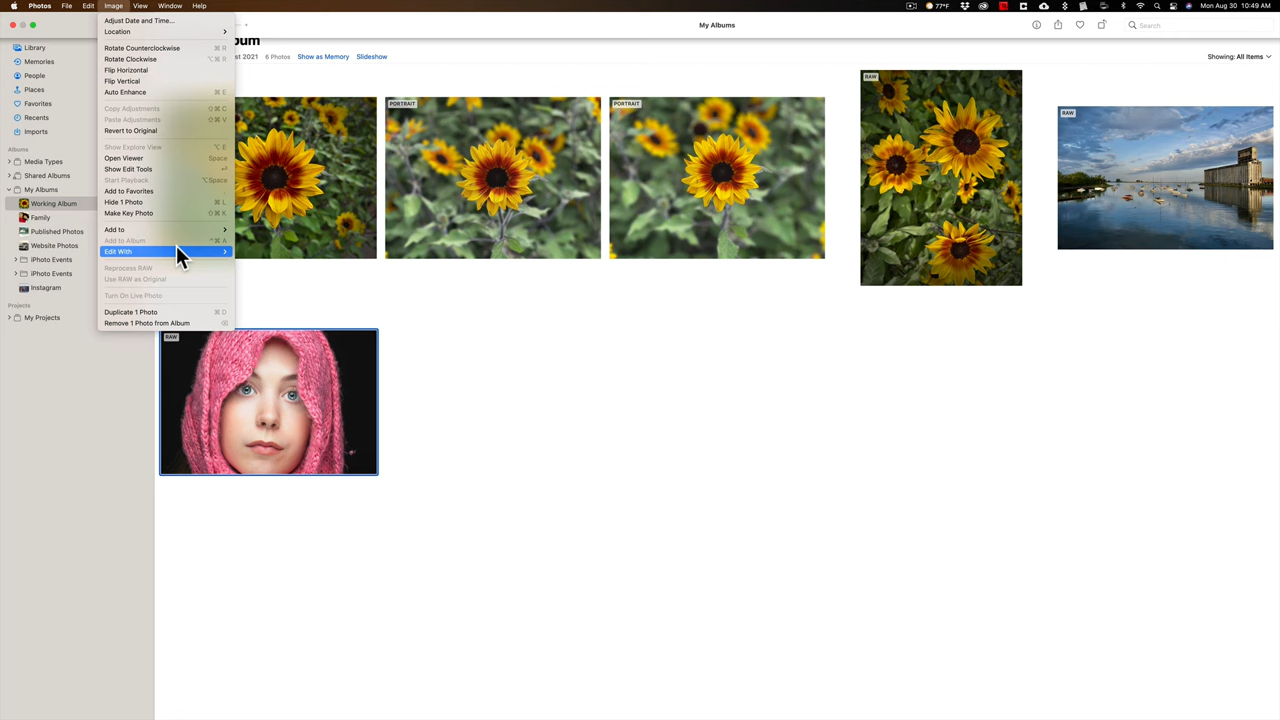 Photos File Edit Image View Window Help 77°F Mon Aug 30 10:49 AM
My Albums
Search
bum
st 2021 6 Photos Show as Memory Slideshow
Showing: All Items
Library
Memories
People
Places
Favorites
Recents
Imports
Albums
Media Types
Shared Albums
My Albums
Working Album
Family
Published Photos
Website Photos
iPhoto Events
iPhoto Events
Instagram
Projects
My Projects
Adjust Date and Time...
Location
Rotate Counterclockwise ⌘ R
Rotate Clockwise ⌥⌘ R
Flip Horizontal
Flip Vertical
Auto Enhance ⌘ E
Copy Adjustments ⇧⌘ C
Paste Adjustments ⇧⌘ V
Revert to Original
Show Explore View ⌥ E
Open Viewer Space
Show Edit Tools ⏎
Start Playback ⌥Space
Add to Favorites
Hide 1 Photo ⌘ L
Make Key Photo ⇧⌘ K
Add to
Add to Album ^⌘ A
Edit With
Reprocess RAW
Use RAW as Original
Turn On Live Photo
Duplicate 1 Photo ⌘ D
Remove 1 Photo from Album ⌫
PORTRAIT
PORTRAIT
RAW
RAW
RAW